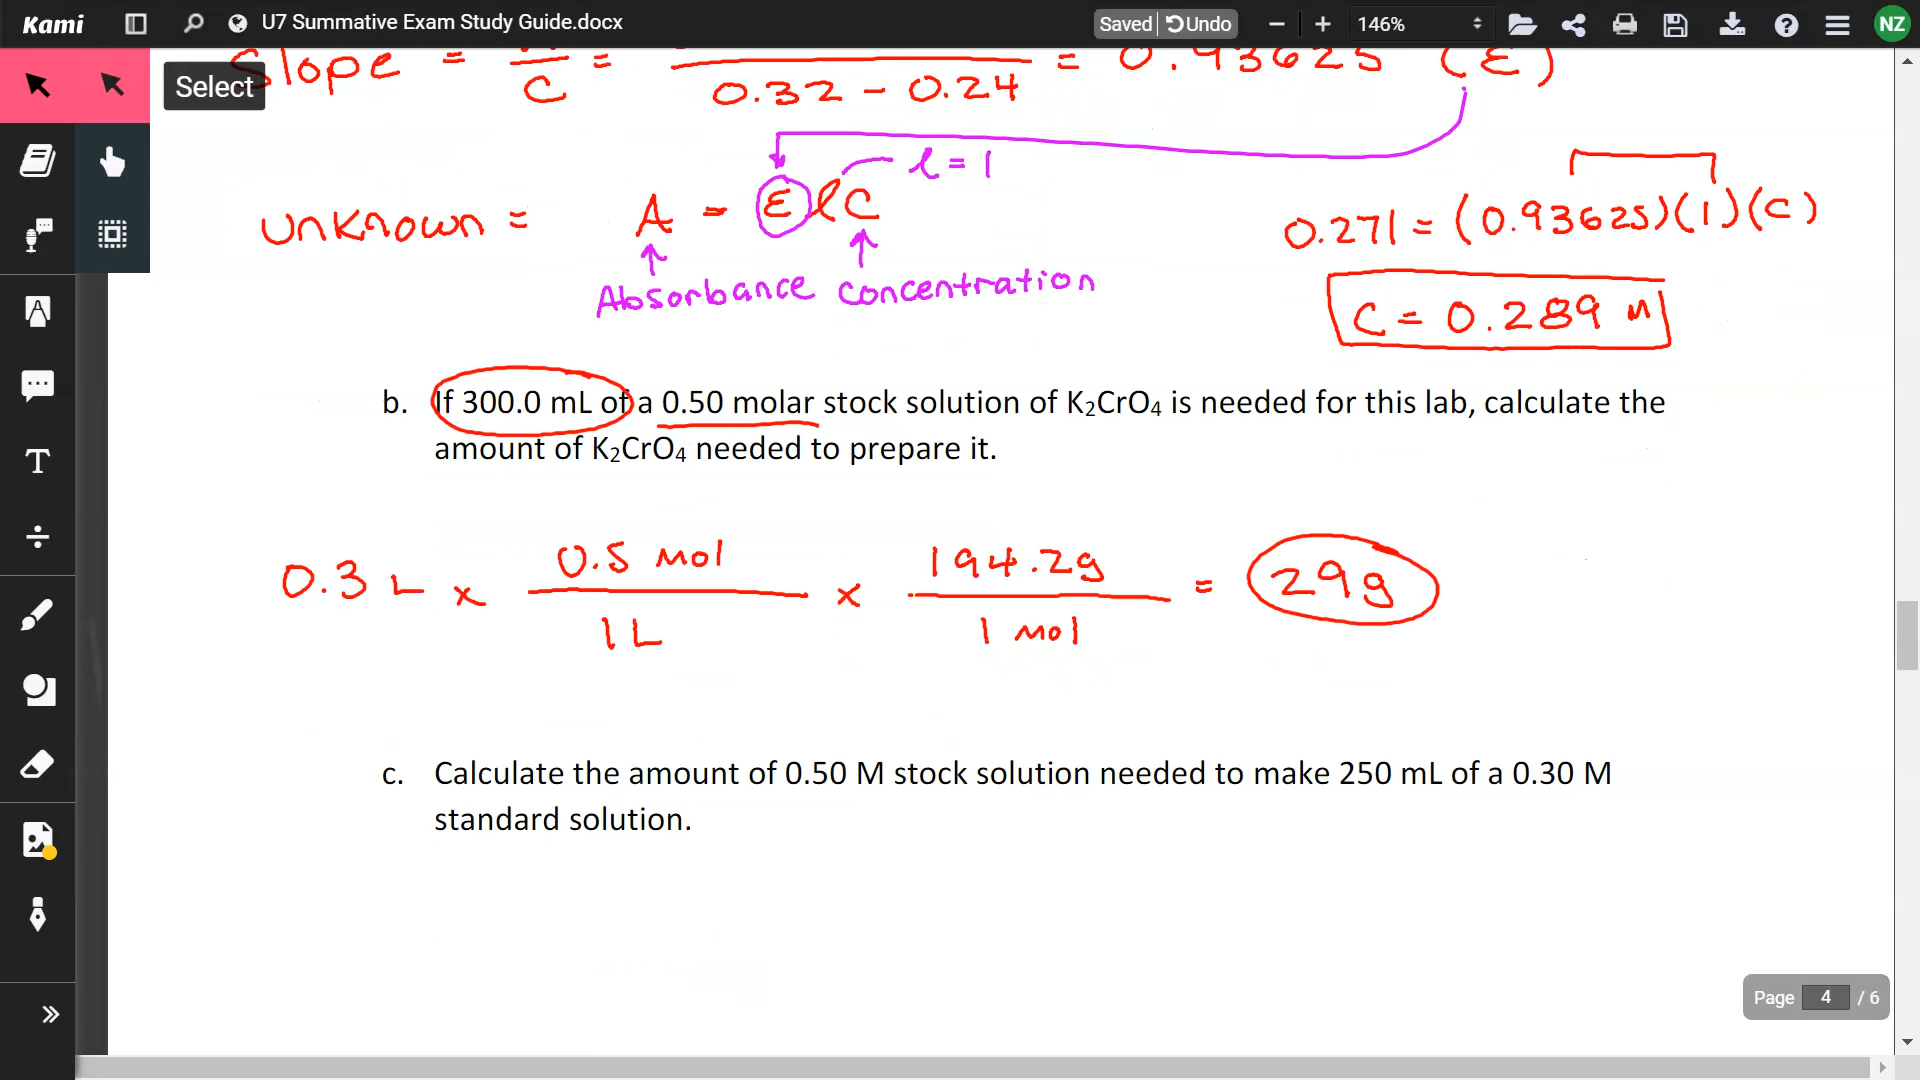 Kami U7 Summative Exam Study Guide.docx Saved Undo 146% NZ
Select
Slope = C = 0.32 - 0.24 = 0.93625 (ε)
l = 1
unknown = A = ε l C
0.271 = (0.93625)(1)(C)
Absorbance concentration
C = 0.289 M
b. If 300.0 mL of a 0.50 molar stock solution of K₂CrO₄ is needed for this lab, calculate the
amount of K₂CrO₄ needed to prepare it.
0.3 L x 0.5 mol / 1 L x 194.2g / 1 mol = 29g
c. Calculate the amount of 0.50 M stock solution needed to make 250 mL of a 0.30 M
standard solution.
Page 4 / 6